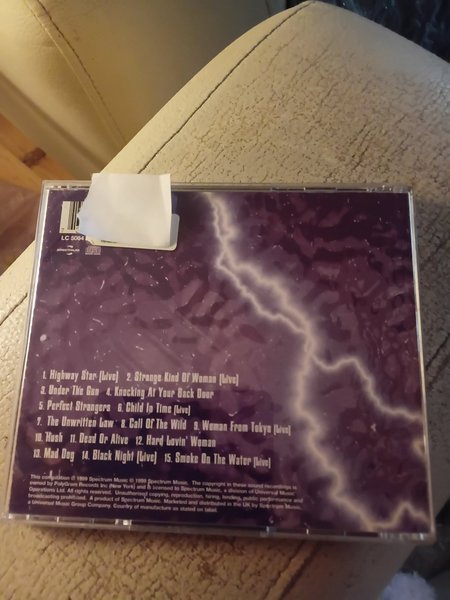 LC 5064
1. Highway Star [Live] 2. Strange Kind Of Woman [Live]
3. Under The Gun 4. Knocking At Your Back Door
5. Perfect Strangers 6. Child In Time [Live]
7. The Unwritten Law 8. Call Of The Wild 9. Woman From Tokyo [Live]
10. Hush 11. Dead Or Alive 12. Hard Lovin' Woman
13. Mad Dog 14. Black Night [Live] 15. Smoke On The Water [Live]
This compilation ℗ 1999 Spectrum Music © 1999 Spectrum Music. The copyright in these sound recordings is
owned by PolyGram Records Inc (New York) and is licensed to Spectrum Music, a division of Universal Music
Operations Ltd. All rights reserved. Unauthorised copying, reproduction, hiring, lending, public performance and
broadcasting prohibited. A product of Spectrum Music. Marketed and distributed in the UK by Spectrum Music,
a Universal Music Group Company. Country of manufacture as stated on label.